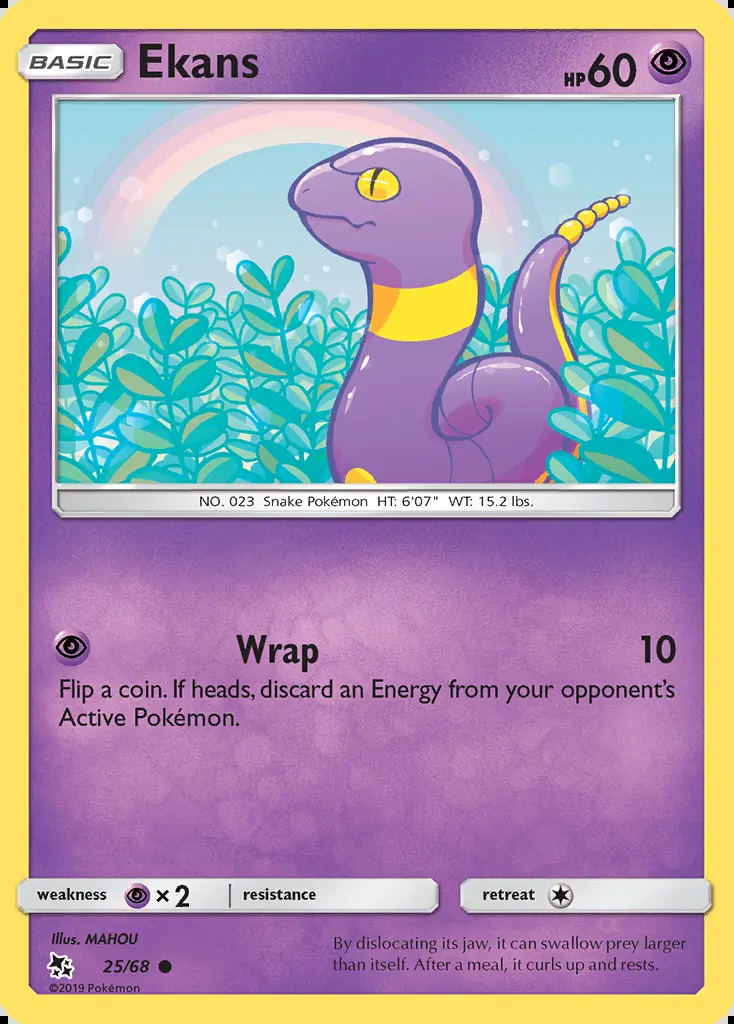 BASIC Ekans HP60
NO. 023 Snake Pokémon HT: 6'07" WT: 15.2 lbs.
Wrap 10
Flip a coin. If heads, discard an Energy from your opponent's
Active Pokémon.
weakness ×2 resistance retreat
Illus. MAHOU
25/68
©2019 Pokémon
By dislocating its jaw, it can swallow prey larger
than itself. After a meal, it curls up and rests.